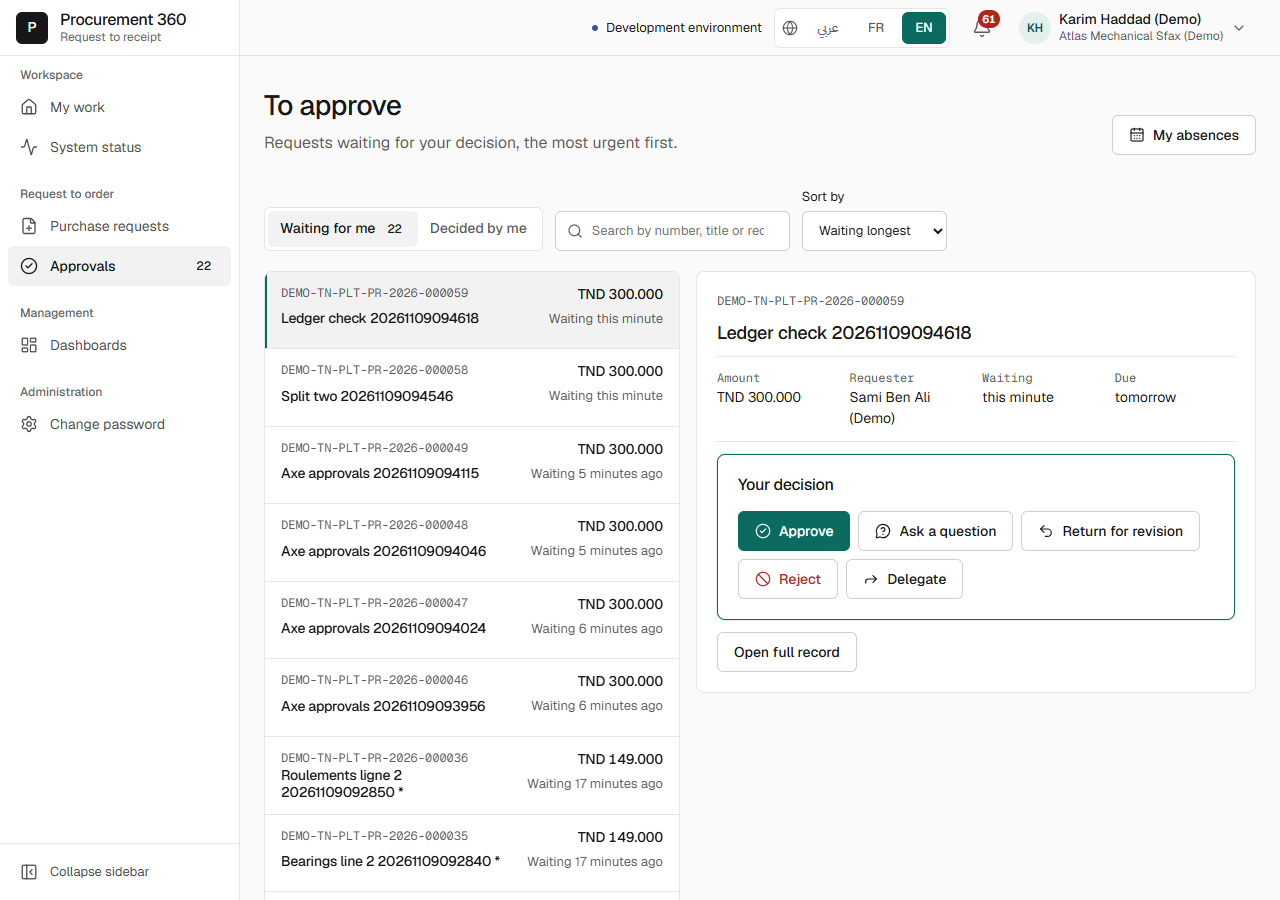 P
Procurement 360
Request to receipt
Development environment
عربي
FR
EN
61
KH
Karim Haddad (Demo)
Atlas Mechanical Sfax (Demo)
Workspace
My work
System status
Request to order
Purchase requests
Approvals 22
Management
Dashboards
Administration
Change password
Collapse sidebar
To approve
Requests waiting for your decision, the most urgent first.
My absences
Waiting for me 22
Decided by me
Search by number, title or rec
Sort by
Waiting longest
DEMO-TN-PLT-PR-2026-000059 TND 300.000
Ledger check 20261109094618 Waiting this minute
DEMO-TN-PLT-PR-2026-000058 TND 300.000
Split two 20261109094546 Waiting this minute
DEMO-TN-PLT-PR-2026-000049 TND 300.000
Axe approvals 20261109094115 Waiting 5 minutes ago
DEMO-TN-PLT-PR-2026-000048 TND 300.000
Axe approvals 20261109094046 Waiting 5 minutes ago
DEMO-TN-PLT-PR-2026-000047 TND 300.000
Axe approvals 20261109094024 Waiting 6 minutes ago
DEMO-TN-PLT-PR-2026-000046 TND 300.000
Axe approvals 20261109093956 Waiting 6 minutes ago
DEMO-TN-PLT-PR-2026-000036 TND 149.000
Roulements ligne 2
20261109092850 * Waiting 17 minutes ago
DEMO-TN-PLT-PR-2026-000035 TND 149.000
Bearings line 2 20261109092840 * Waiting 17 minutes ago
DEMO-TN-PLT-PR-2026-000059
Ledger check 20261109094618
Amount Requester Waiting Due
TND 300.000 Sami Ben Ali this minute tomorrow
(Demo)
Your decision
Approve
Ask a question
Return for revision
Reject
Delegate
Open full record